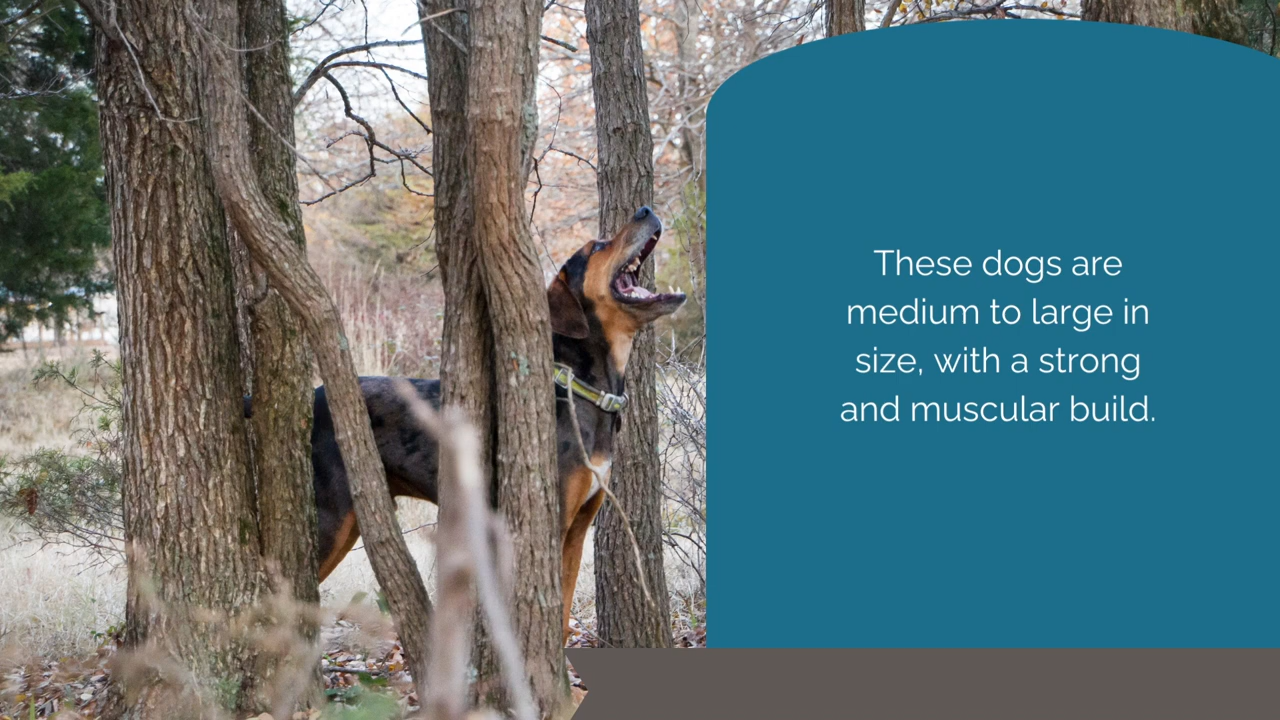 These dogs are
medium to large in
size, with a strong
and muscular build.